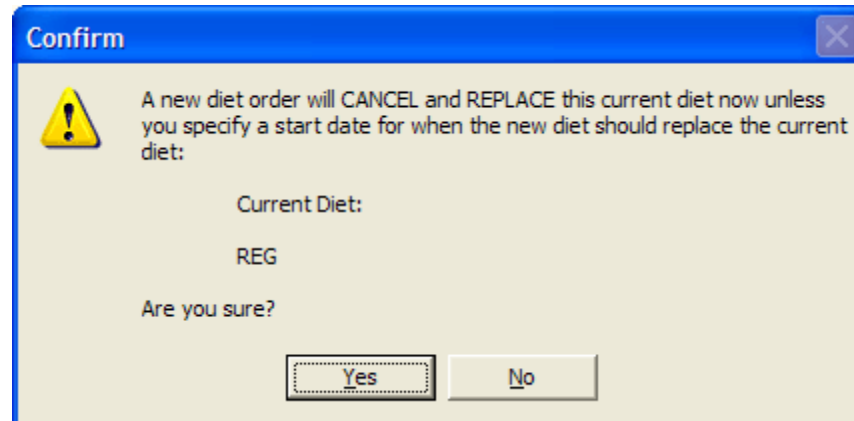 Confirm
A new diet order will CANCEL and REPLACE this current diet now unless
you specify a start date for when the new diet should replace the current
diet:
Current Diet:
REG
Are you sure?
Yes
No